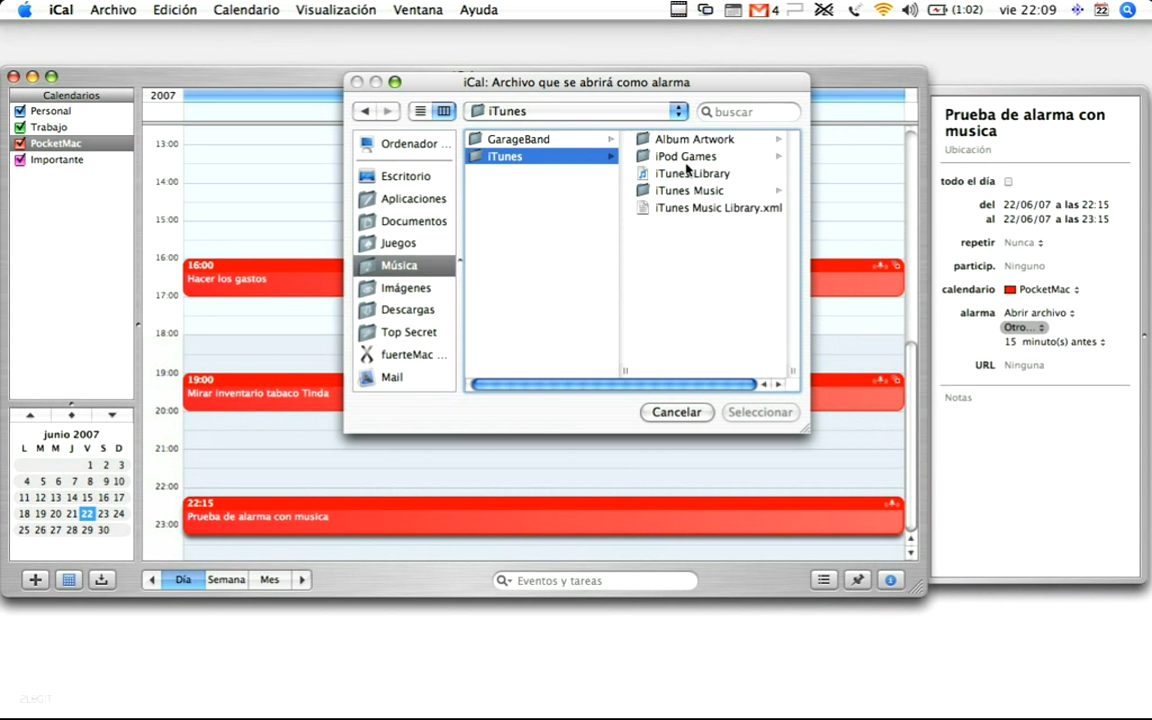 iCal Archivo Edición Calendario Visualización Ventana Ayuda 4 (1:02) vie 22:09 22
iCal: Archivo que se abrirá como alarma
Calendarios
Personal
Trabajo
PocketMac
Importante
2007
13:00
14:00
15:00
16:00
17:00
18:00
19:00
20:00
21:00
22:00
23:00
16:00
Hacer los gastos
19:00
Mirar inventario tabaco Tinda
22:15
Prueba de alarma con musica
iTunes
buscar
Ordenador ...
Escritorio
Aplicaciones
Documentos
Juegos
Música
Imágenes
Descargas
Top Secret
fuerteMac ...
Mail
GarageBand
iTunes
Album Artwork
iPod Games
iTunes Library
iTunes Music
iTunes Music Library.xml
Cancelar Seleccionar
Prueba de alarma con
musica
Ubicación
todo el día
del 22/06/07 a las 22:15
al 22/06/07 a las 23:15
repetir Nunca
particip. Ninguno
calendario PocketMac
alarma Abrir archivo
Otro...
15 minuto(s) antes
URL Ninguna
Notas
junio 2007
L M M J V S D
1 2 3
4 5 6 7 8 9 10
11 12 13 14 15 16 17
18 19 20 21 22 23 24
25 26 27 28 29 30
Día Semana Mes
Eventos y tareas